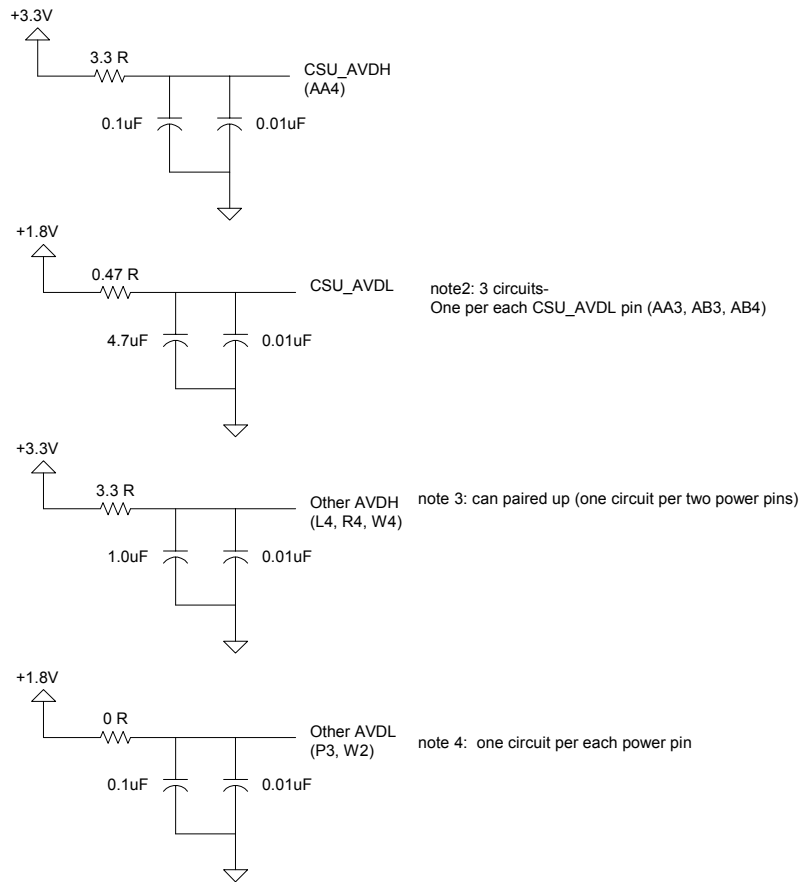 +3.3V
3.3 R
CSU_AVDH
(AA4)
0.1uF
0.01uF
+1.8V
0.47 R
CSU_AVDL
note2: 3 circuits-
One per each CSU_AVDL pin (AA3, AB3, AB4)
4.7uF
0.01uF
+3.3V
3.3 R
Other AVDH
(L4, R4, W4)
note 3: can paired up (one circuit per two power pins)
1.0uF
0.01uF
+1.8V
0 R
Other AVDL
(P3, W2)
note 4: one circuit per each power pin
0.1uF
0.01uF